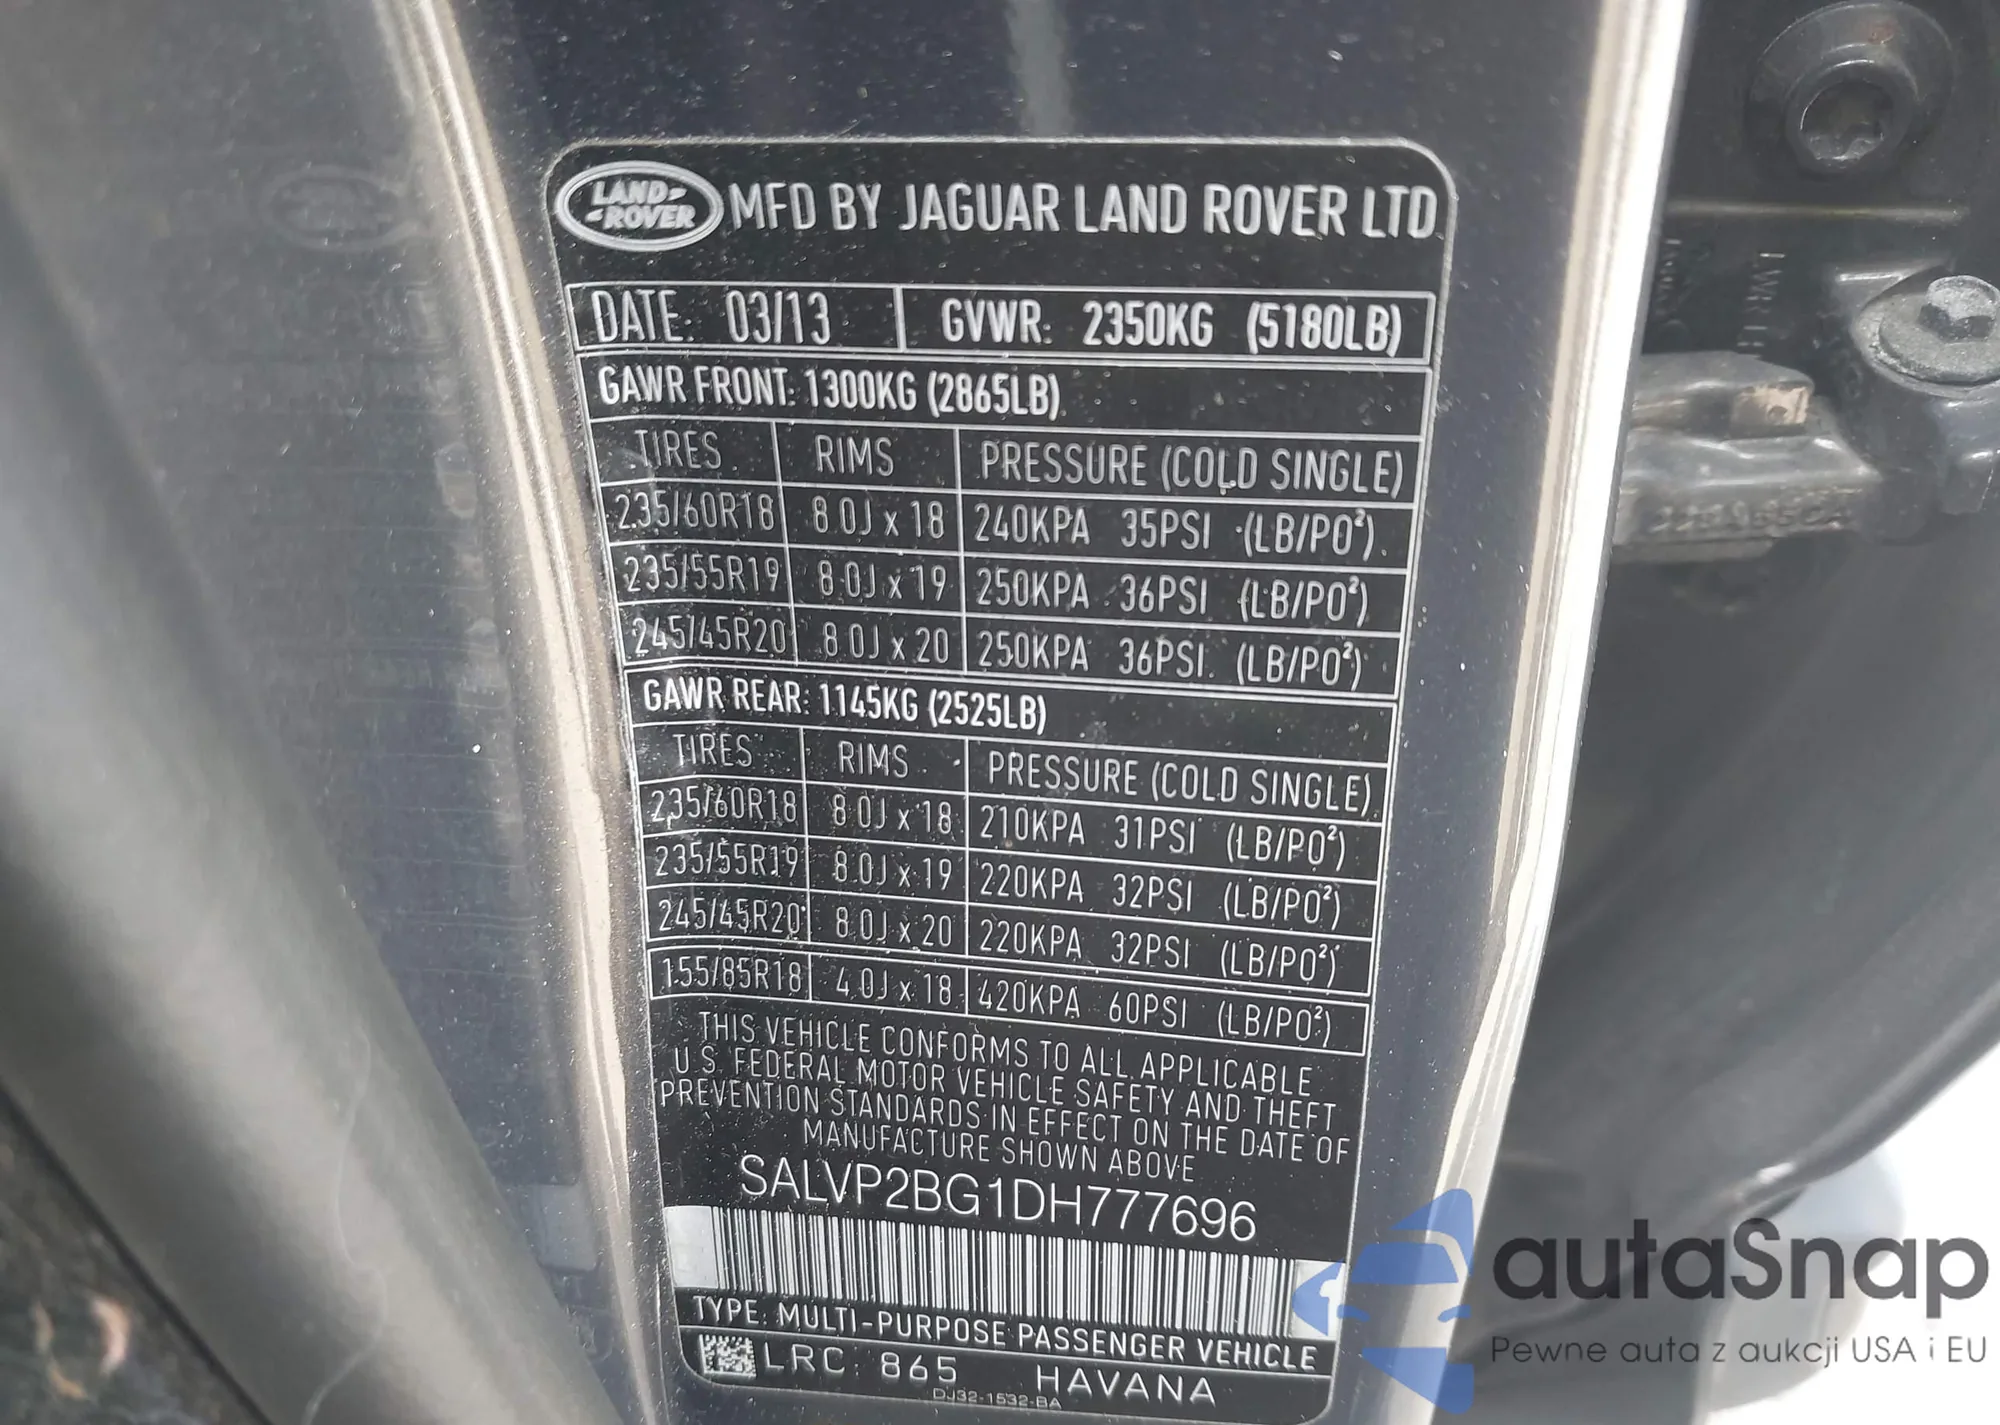 LAND ROVER MFD BY JAGUAR LAND ROVER LTD
DATE: 03/13 GVWR: 2350KG (5180LB)
GAWR FRONT: 1300KG (2865LB)
TIRES RIMS PRESSURE (COLD SINGLE)
235/60R18 8.0J x 18 240KPA 35PSI (LB/PO²)
235/55R19 8.0J x 19 250KPA 36PSI (LB/PO²)
245/45R20 8.0J x 20 250KPA 36PSI (LB/PO²)
GAWR REAR: 1145KG (2525LB)
TIRES RIMS PRESSURE (COLD SINGLE)
235/60R18 8.0J x 18 210KPA 31PSI (LB/PO²)
235/55R19 8.0J x 19 220KPA 32PSI (LB/PO²)
245/45R20 8.0J x 20 220KPA 32PSI (LB/PO²)
155/85R18 4.0J x 18 420KPA 60PSI (LB/PO²)
THIS VEHICLE CONFORMS TO ALL APPLICABLE
U.S. FEDERAL MOTOR VEHICLE SAFETY AND THEFT
PREVENTION STANDARDS IN EFFECT ON THE DATE OF
MANUFACTURE SHOWN ABOVE
SALVP2BG1DH777696
TYPE: MULTI-PURPOSE PASSENGER VEHICLE
LRC: 865 HAVANA
DJ32-1532-BA
autaSnap
Pewne auta z aukcji USA i EU